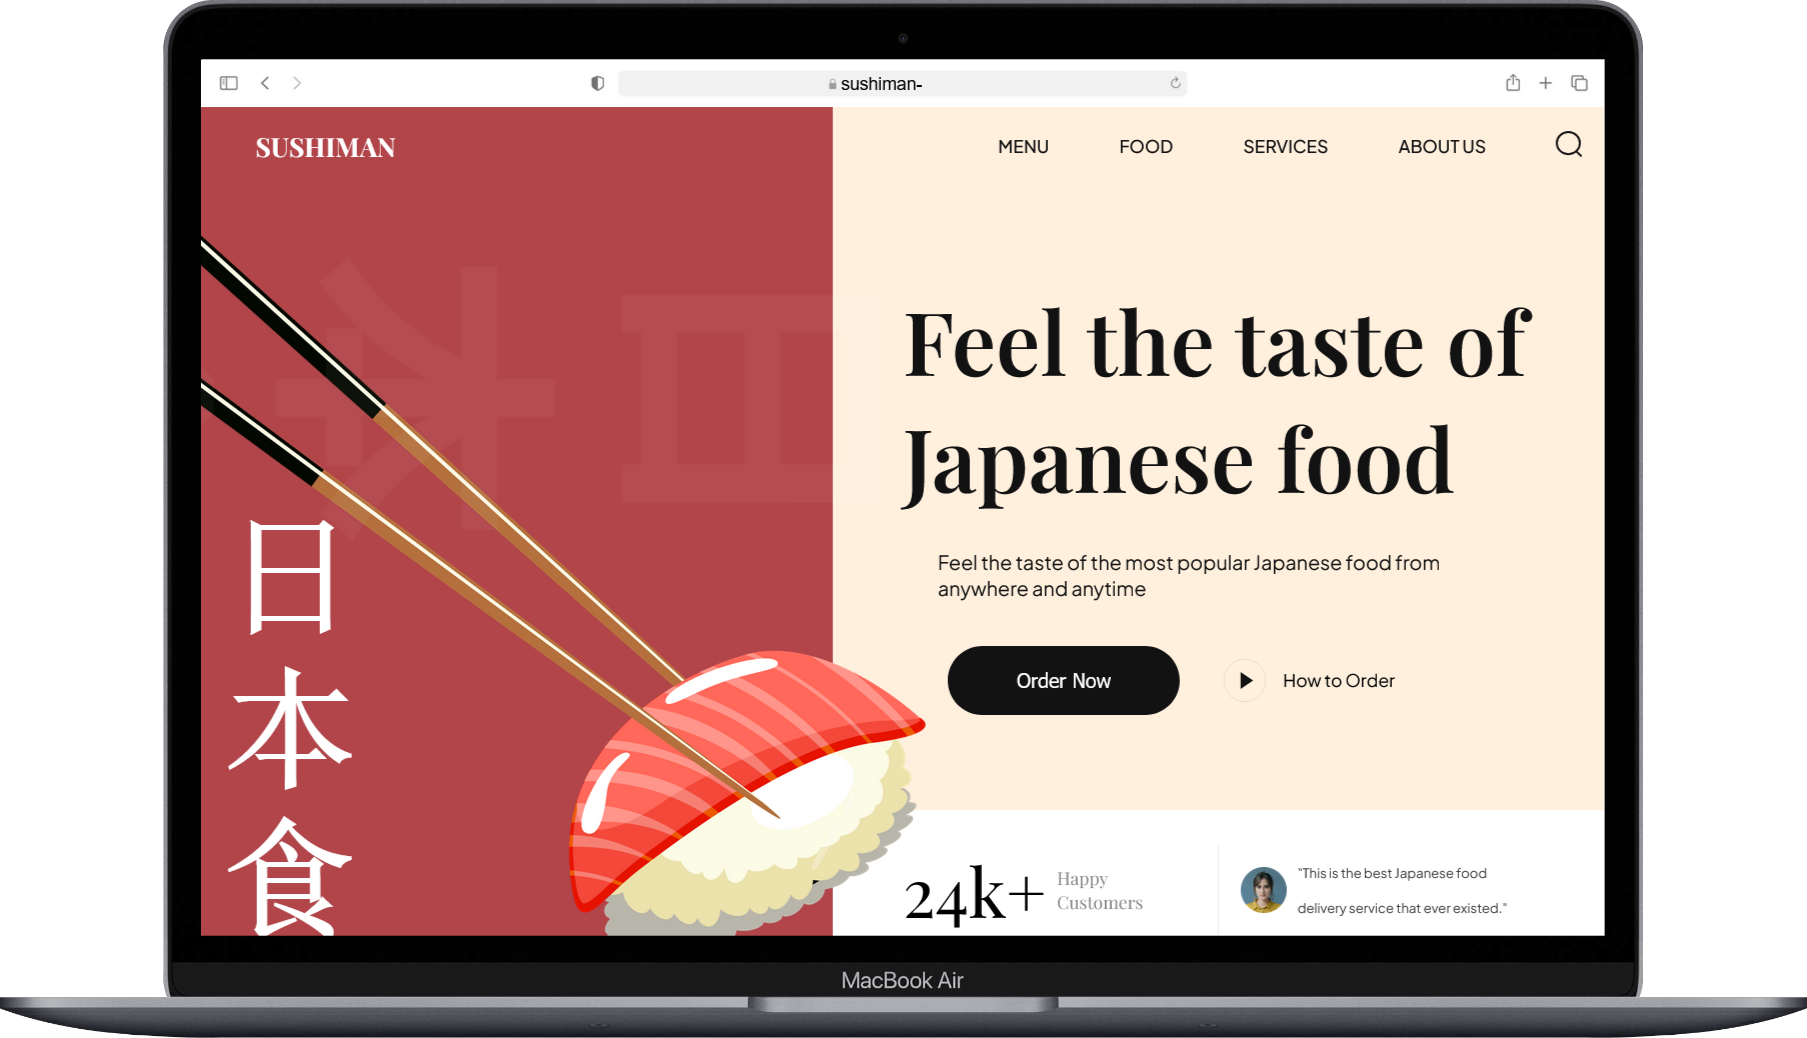 sushiman-
SUSHIMAN
MENU
FOOD
SERVICES
ABOUT US
日
本
食
Feel the taste of
Japanese food
Feel the taste of the most popular Japanese food from
anywhere and anytime
Order Now
How to Order
24k+
Happy
Customers
"This is the best Japanese food
delivery service that ever existed."
MacBook Air